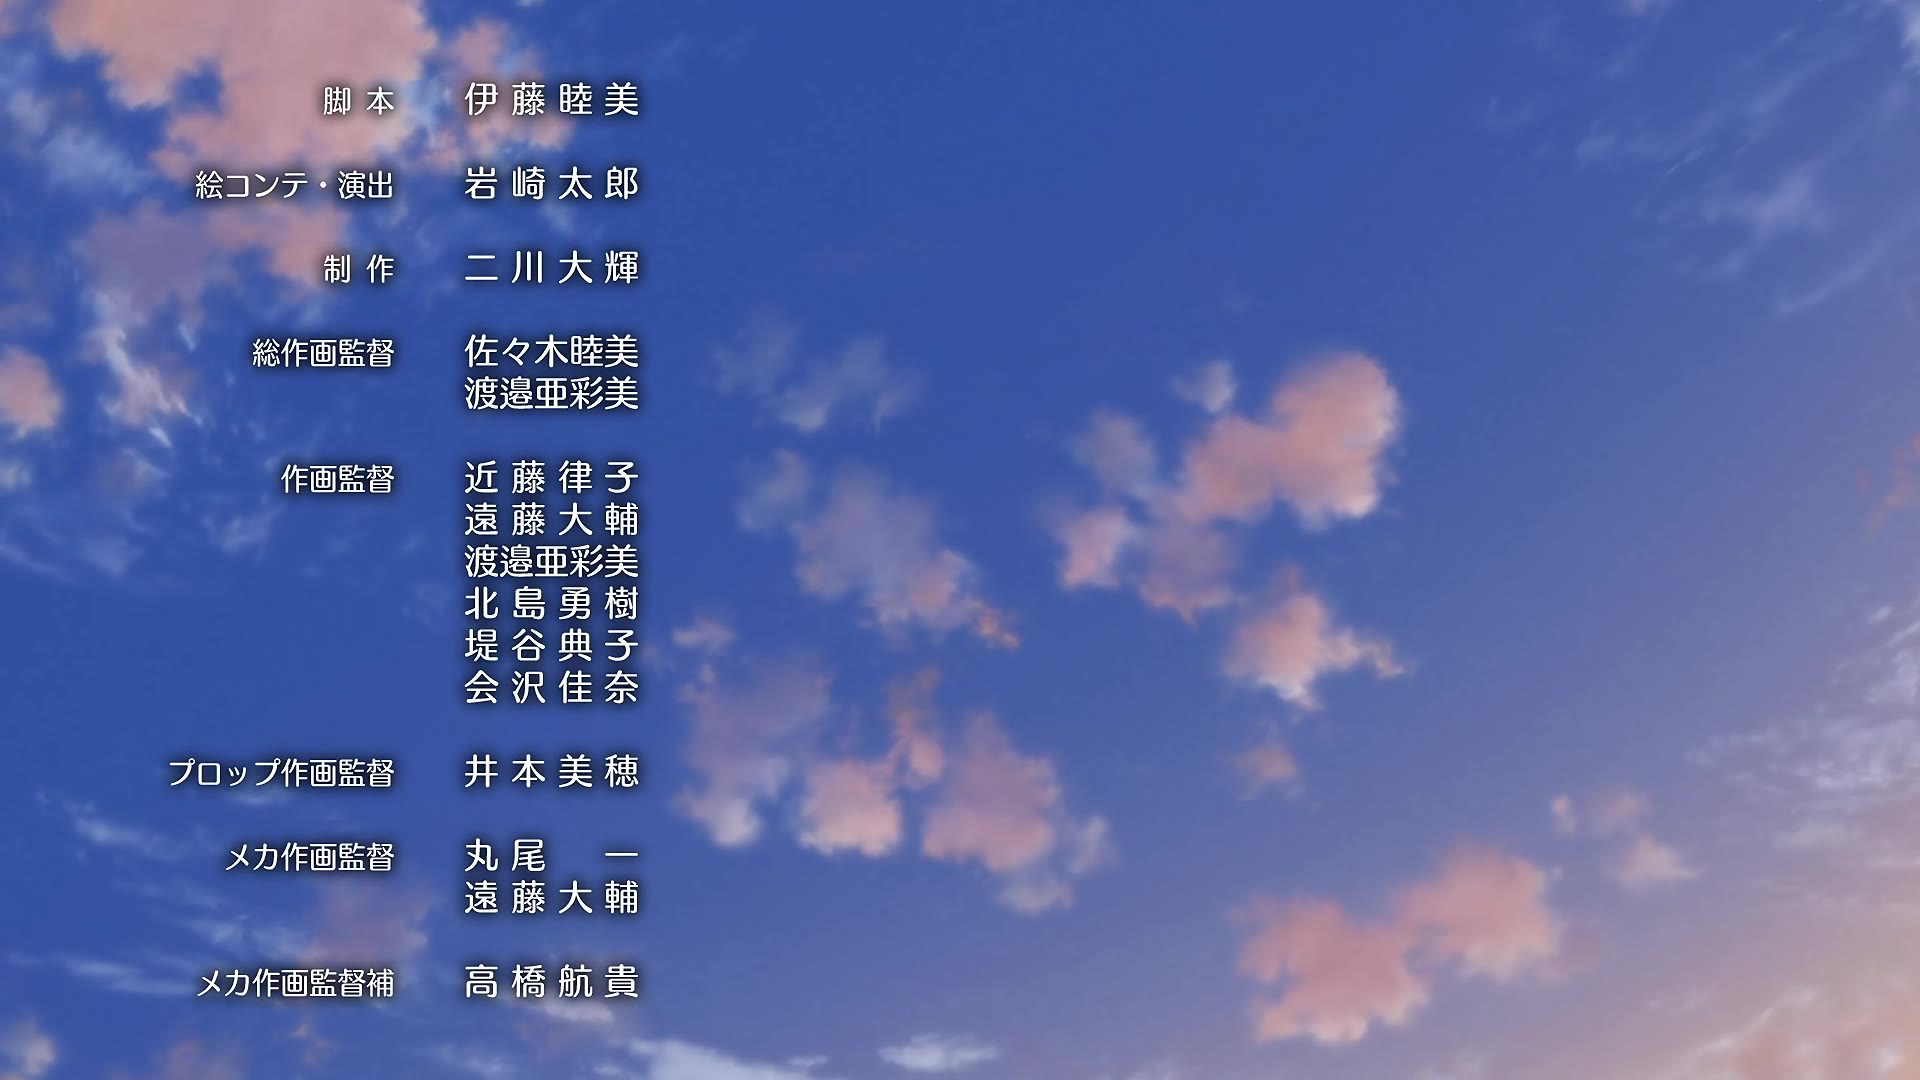 脚本 伊藤睦美
絵コンテ・演出 岩崎太郎
制作 二川大輝
総作画監督 佐々木睦美
渡邉亜彩美
作画監督 近藤律子
遠藤大輔
渡邉亜彩美
北島勇樹
堤谷典子
会沢佳奈
プロップ作画監督 井本美穂
メカ作画監督 丸尾 一
遠藤大輔
メカ作画監督補 高橋航貴